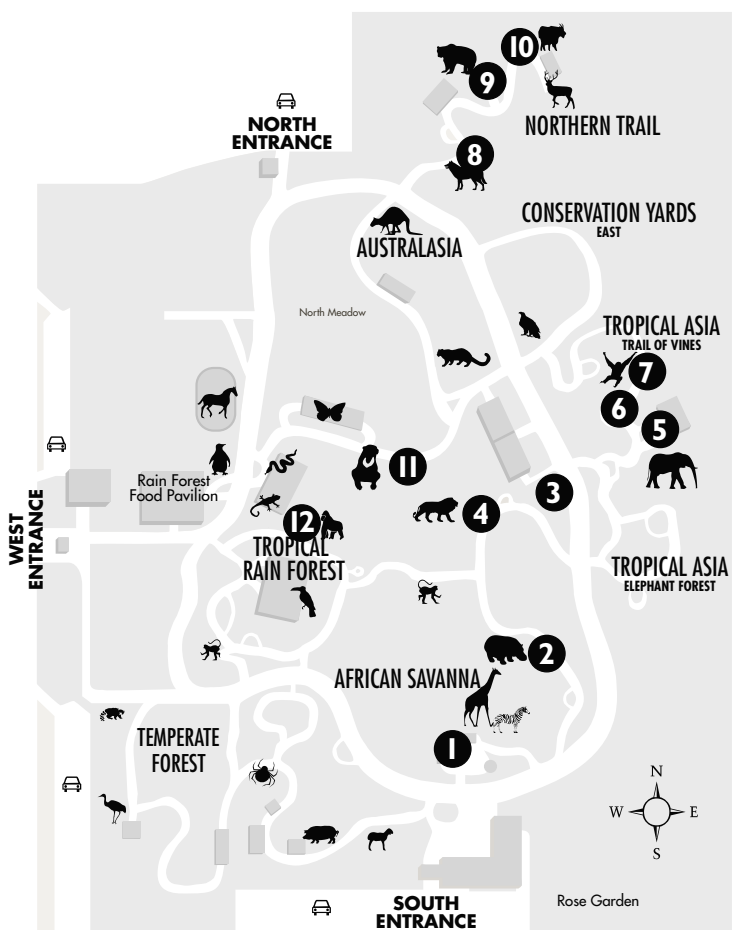 10
9
NORTHERN TRAIL
NORTH
ENTRANCE
8
CONSERVATION YARDS
EAST
AUSTRALASIA
North Meadow
TROPICAL ASIA
TRAIL OF VINES
7
6
5
11
Rain Forest
Food Pavilion
3
4
12
WEST
ENTRANCE
TROPICAL
RAIN FOREST
TROPICAL ASIA
ELEPHANT FOREST
2
AFRICAN SAVANNA
1
TEMPERATE
FOREST
N
W E
S
SOUTH
ENTRANCE
Rose Garden